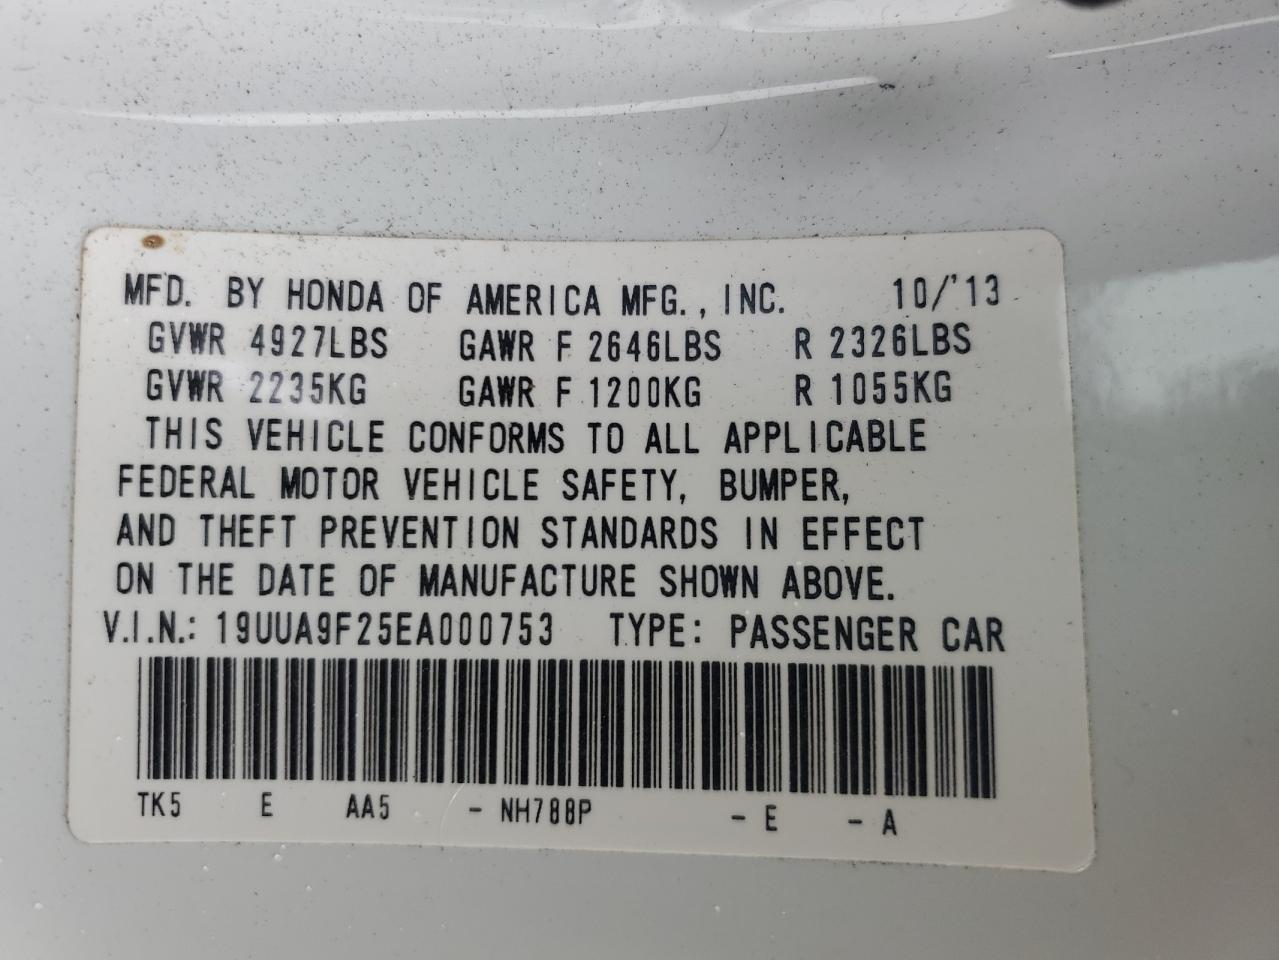 MFD. BY HONDA OF AMERICA MFG., INC. 10/'13
GVWR 4927LBS GAWR F 2646LBS R 2326LBS
GVWR 2235KG GAWR F 1200KG R 1055KG
THIS VEHICLE CONFORMS TO ALL APPLICABLE
FEDERAL MOTOR VEHICLE SAFETY, BUMPER,
AND THEFT PREVENTION STANDARDS IN EFFECT
ON THE DATE OF MANUFACTURE SHOWN ABOVE.
V.I.N.: 19UUA9F25EA000753 TYPE: PASSENGER CAR
TK5 E AA5 - NH788P - E - A